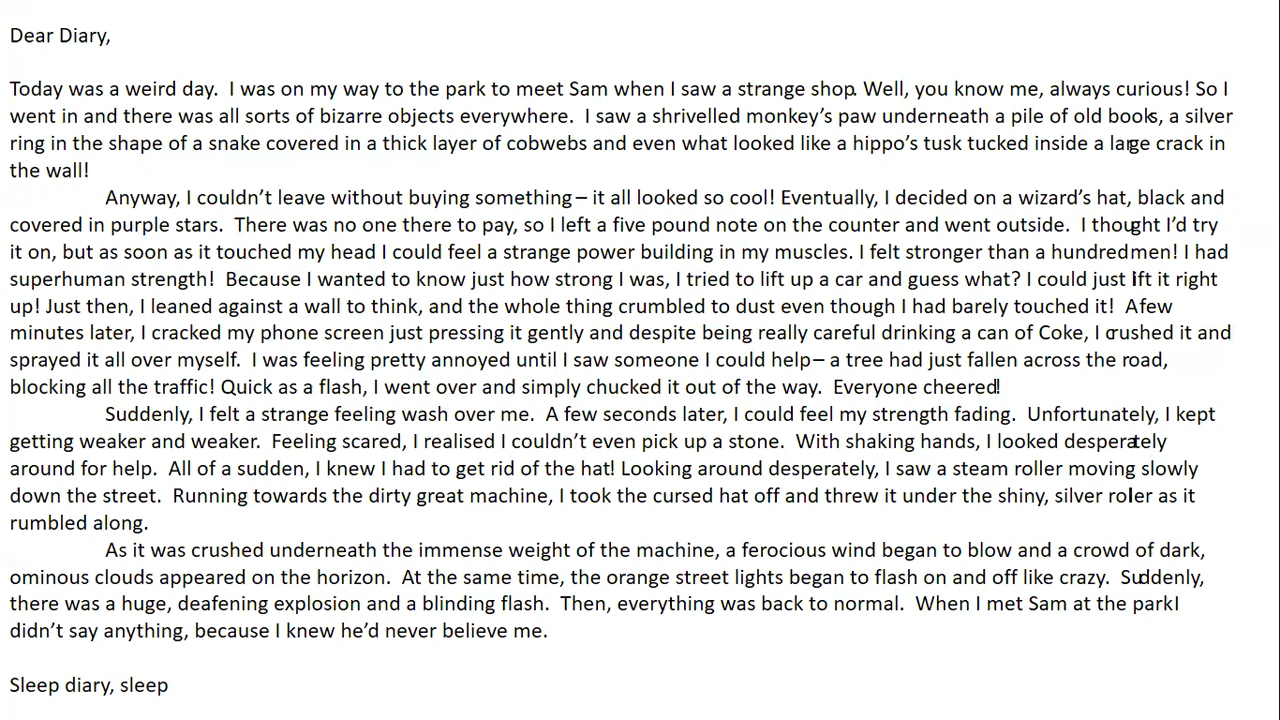 Dear Diary,
Today was a weird day.  I was on my way to the park to meet Sam when I saw a strange shop. Well, you know me, always curious! So I
went in and there was all sorts of bizarre objects everywhere.  I saw a shrivelled monkey’s paw underneath a pile of old books, a silver
ring in the shape of a snake covered in a thick layer of cobwebs and even what looked like a hippo’s tusk tucked inside a large crack in
the wall!
Anyway, I couldn’t leave without buying something – it all looked so cool! Eventually, I decided on a wizard’s hat, black and
covered in purple stars.  There was no one there to pay, so I left a five pound note on the counter and went outside.  I thought I’d try
it on, but as soon as it touched my head I could feel a strange power building in my muscles. I felt stronger than a hundred men! I had
superhuman strength!  Because I wanted to know just how strong I was, I tried to lift up a car and guess what? I could just lift it right
up! Just then, I leaned against a wall to think, and the whole thing crumbled to dust even though I had barely touched it!  A few
minutes later, I cracked my phone screen just pressing it gently and despite being really careful drinking a can of Coke, I crushed it and
sprayed it all over myself.  I was feeling pretty annoyed until I saw someone I could help – a tree had just fallen across the road,
blocking all the traffic! Quick as a flash, I went over and simply chucked it out of the way.  Everyone cheered!
Suddenly, I felt a strange feeling wash over me.  A few seconds later, I could feel my strength fading.  Unfortunately, I kept
getting weaker and weaker.  Feeling scared, I realised I couldn’t even pick up a stone.  With shaking hands, I looked desperately
around for help.  All of a sudden, I knew I had to get rid of the hat! Looking around desperately, I saw a steam roller moving slowly
down the street.  Running towards the dirty great machine, I took the cursed hat off and threw it under the shiny, silver roller as it
rumbled along.
As it was crushed underneath the immense weight of the machine, a ferocious wind began to blow and a crowd of dark,
ominous clouds appeared on the horizon.  At the same time, the orange street lights began to flash on and off like crazy.  Suddenly,
there was a huge, deafening explosion and a blinding flash.  Then, everything was back to normal.  When I met Sam at the park I
didn’t say anything, because I knew he’d never believe me.
Sleep diary, sleep